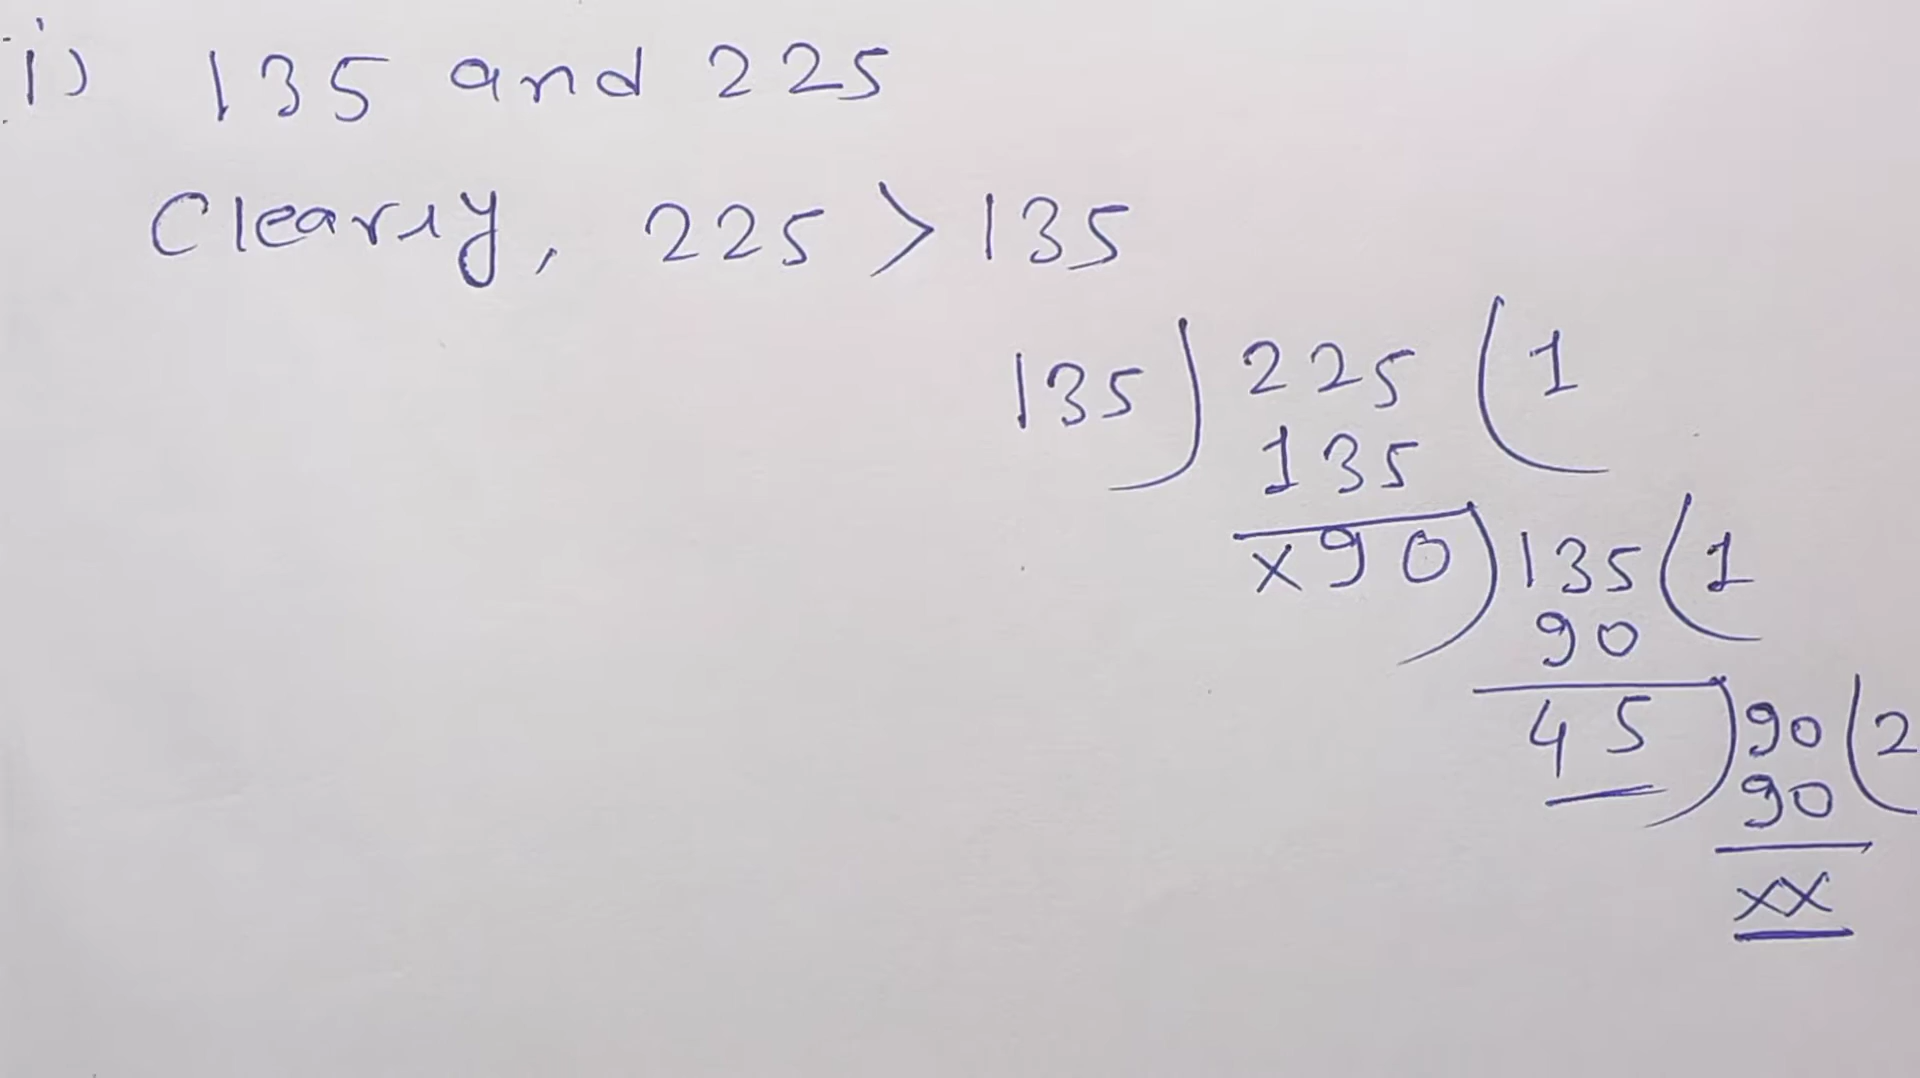 i) 135 and 225
Clearly, 225 > 135
135) 225 (1
135
x90) 135 (1
90
45) 90 (2
90
xx